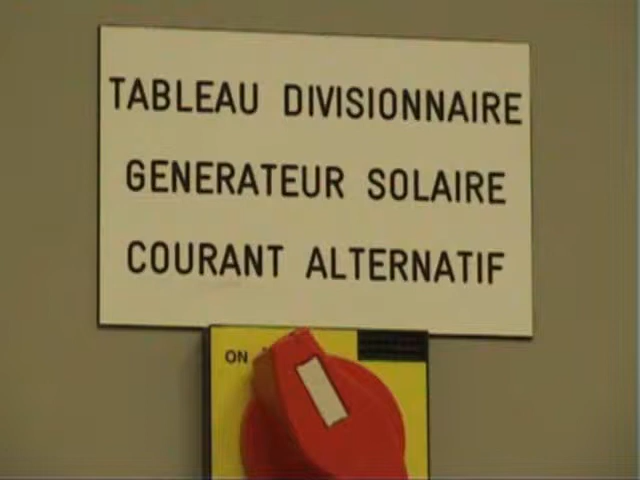 TABLEAU DIVISIONNAIRE
GENERATEUR SOLAIRE
COURANT ALTERNATIF
ON